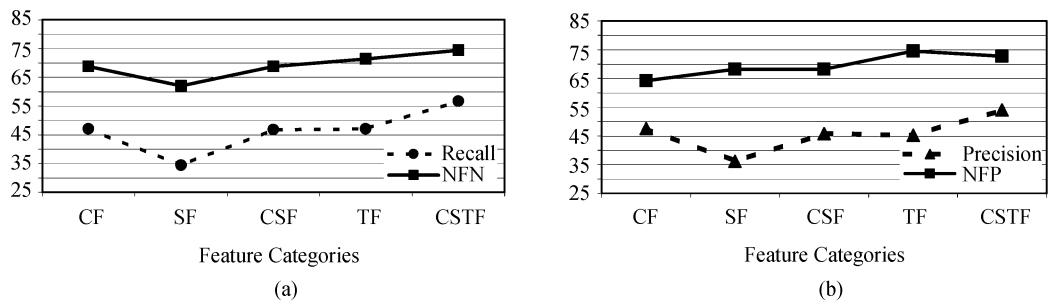 85
75
65
55
45
35
25
Recall
NFN
CF SF CSF TF CSTF
Feature Categories
(a)
85
75
65
55
45
35
25
Precision
NFP
CF SF CSF TF CSTF
Feature Categories
(b)